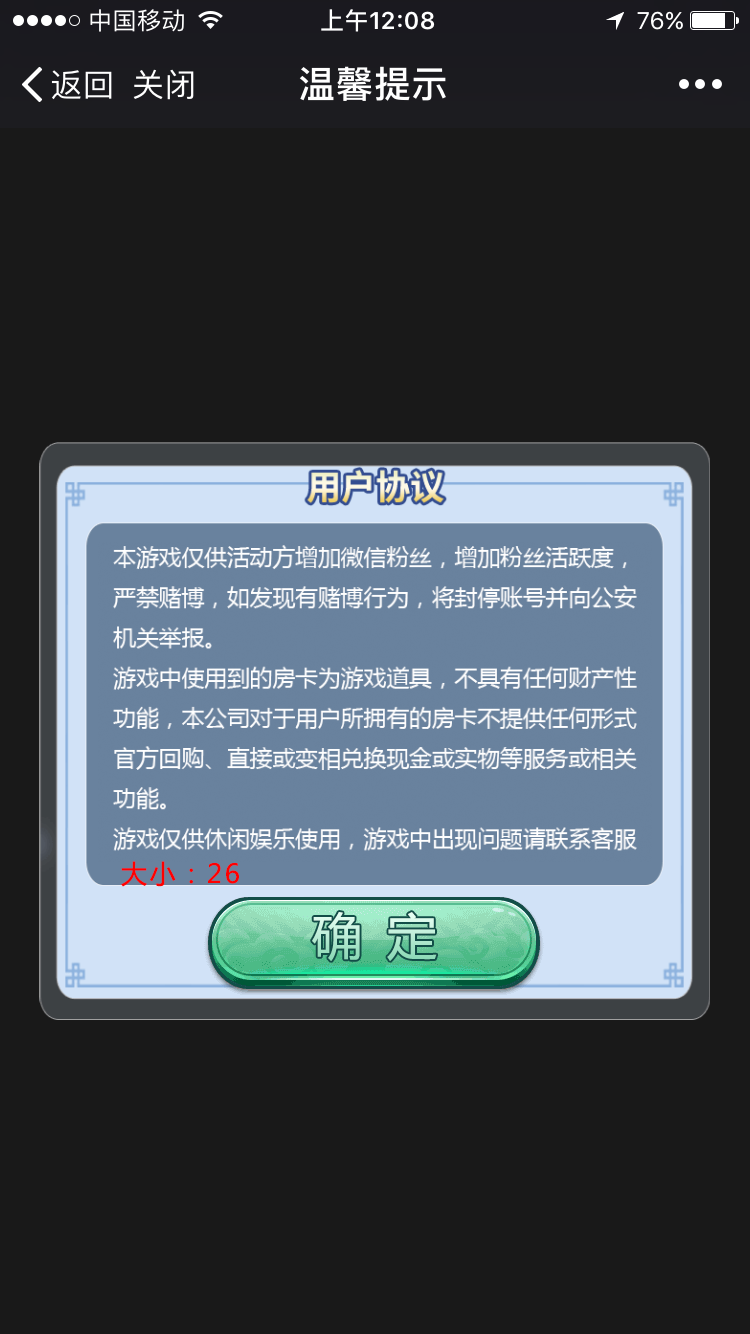 中国移动 上午12:08 76%
返回 关闭 温馨提示
用户协议
本游戏仅供活动方增加微信粉丝，增加粉丝活跃度，
严禁赌博，如发现有赌博行为，将封停账号并向公安
机关举报。
游戏中使用到的房卡为游戏道具，不具有任何财产性
功能，本公司对于用户所拥有的房卡不提供任何形式
官方回购、直接或变相兑换现金或实物等服务或相关
功能。
游戏仅供休闲娱乐使用，游戏中出现问题请联系客服
大小：26
确定